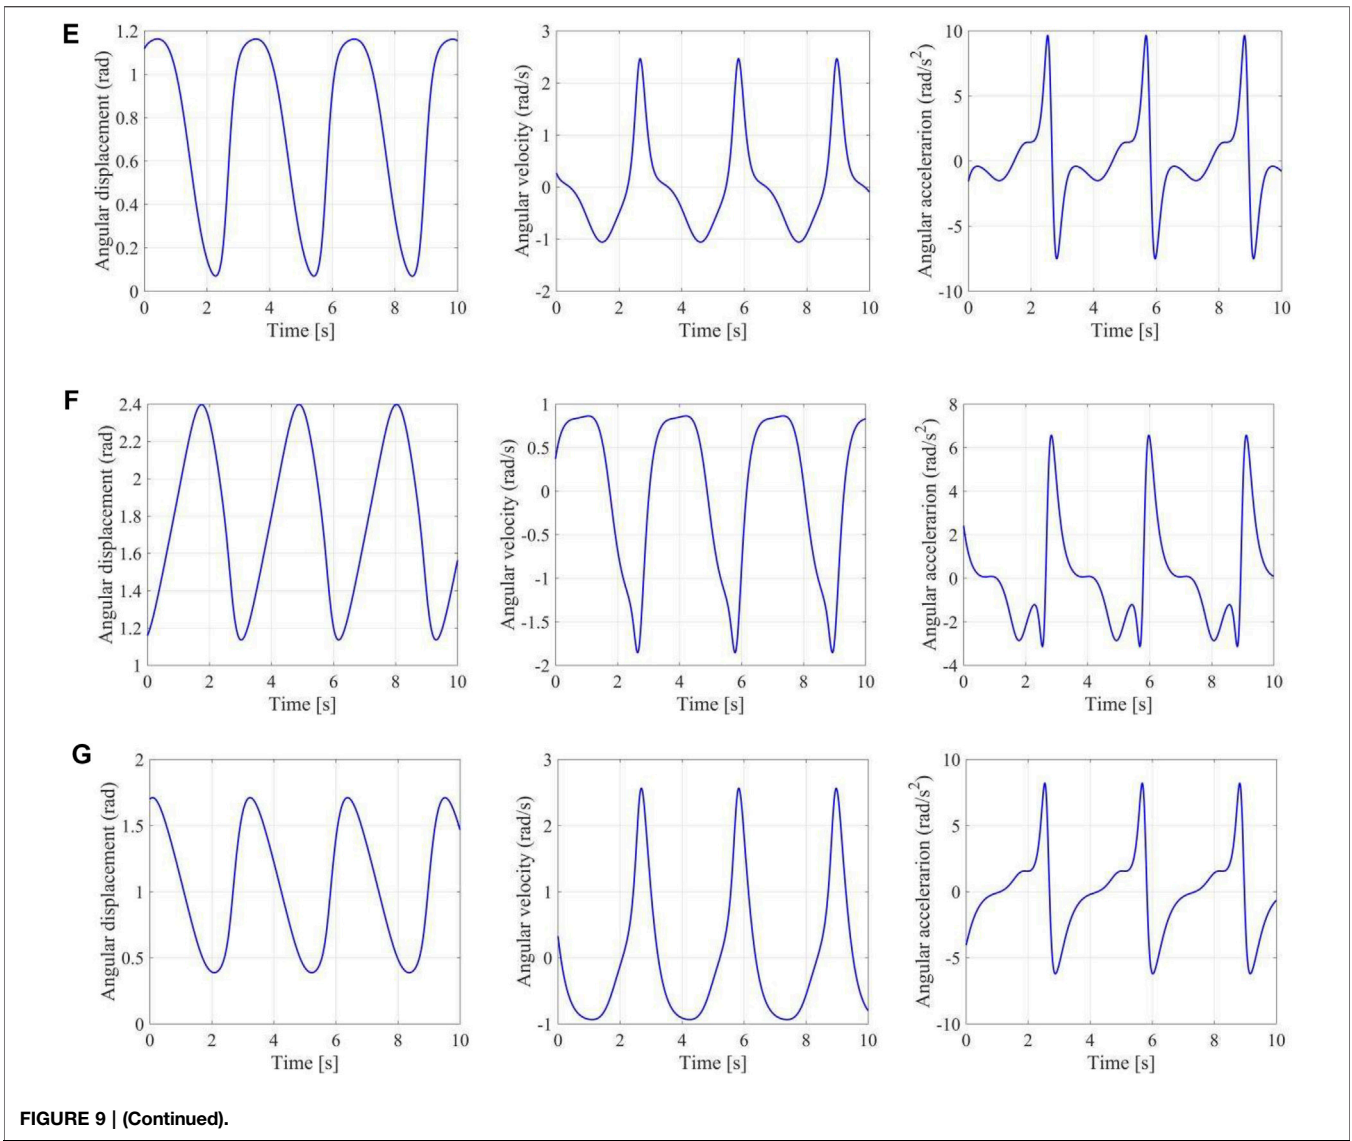 E
Angular displacement (rad)
1.2
1
0.8
0.6
0.4
0.2
0
0 2 4 6 8 10
Time [s]
Angular velocity (rad/s)
3
2
1
0
-1
-2
0 2 4 6 8 10
Time [s]
Angular accelerarion (rad/s²)
10
5
0
-5
-10
0 2 4 6 8 10
Time [s]
F
Angular displacement (rad)
2.4
2.2
2
1.8
1.6
1.4
1.2
1
0 2 4 6 8 10
Time [s]
Angular velocity (rad/s)
1
0.5
0
-0.5
-1
-1.5
-2
0 2 4 6 8 10
Time [s]
Angular accelerarion (rad/s²)
8
6
4
2
0
-2
-4
0 2 4 6 8 10
Time [s]
G
Angular displacement (rad)
2
1.5
1
0.5
0
0 2 4 6 8 10
Time [s]
Angular velocity (rad/s)
3
2
1
0
-1
0 2 4 6 8 10
Time [s]
Angular accelerarion (rad/s²)
10
5
0
-5
-10
0 2 4 6 8 10
Time [s]
FIGURE 9 | (Continued).